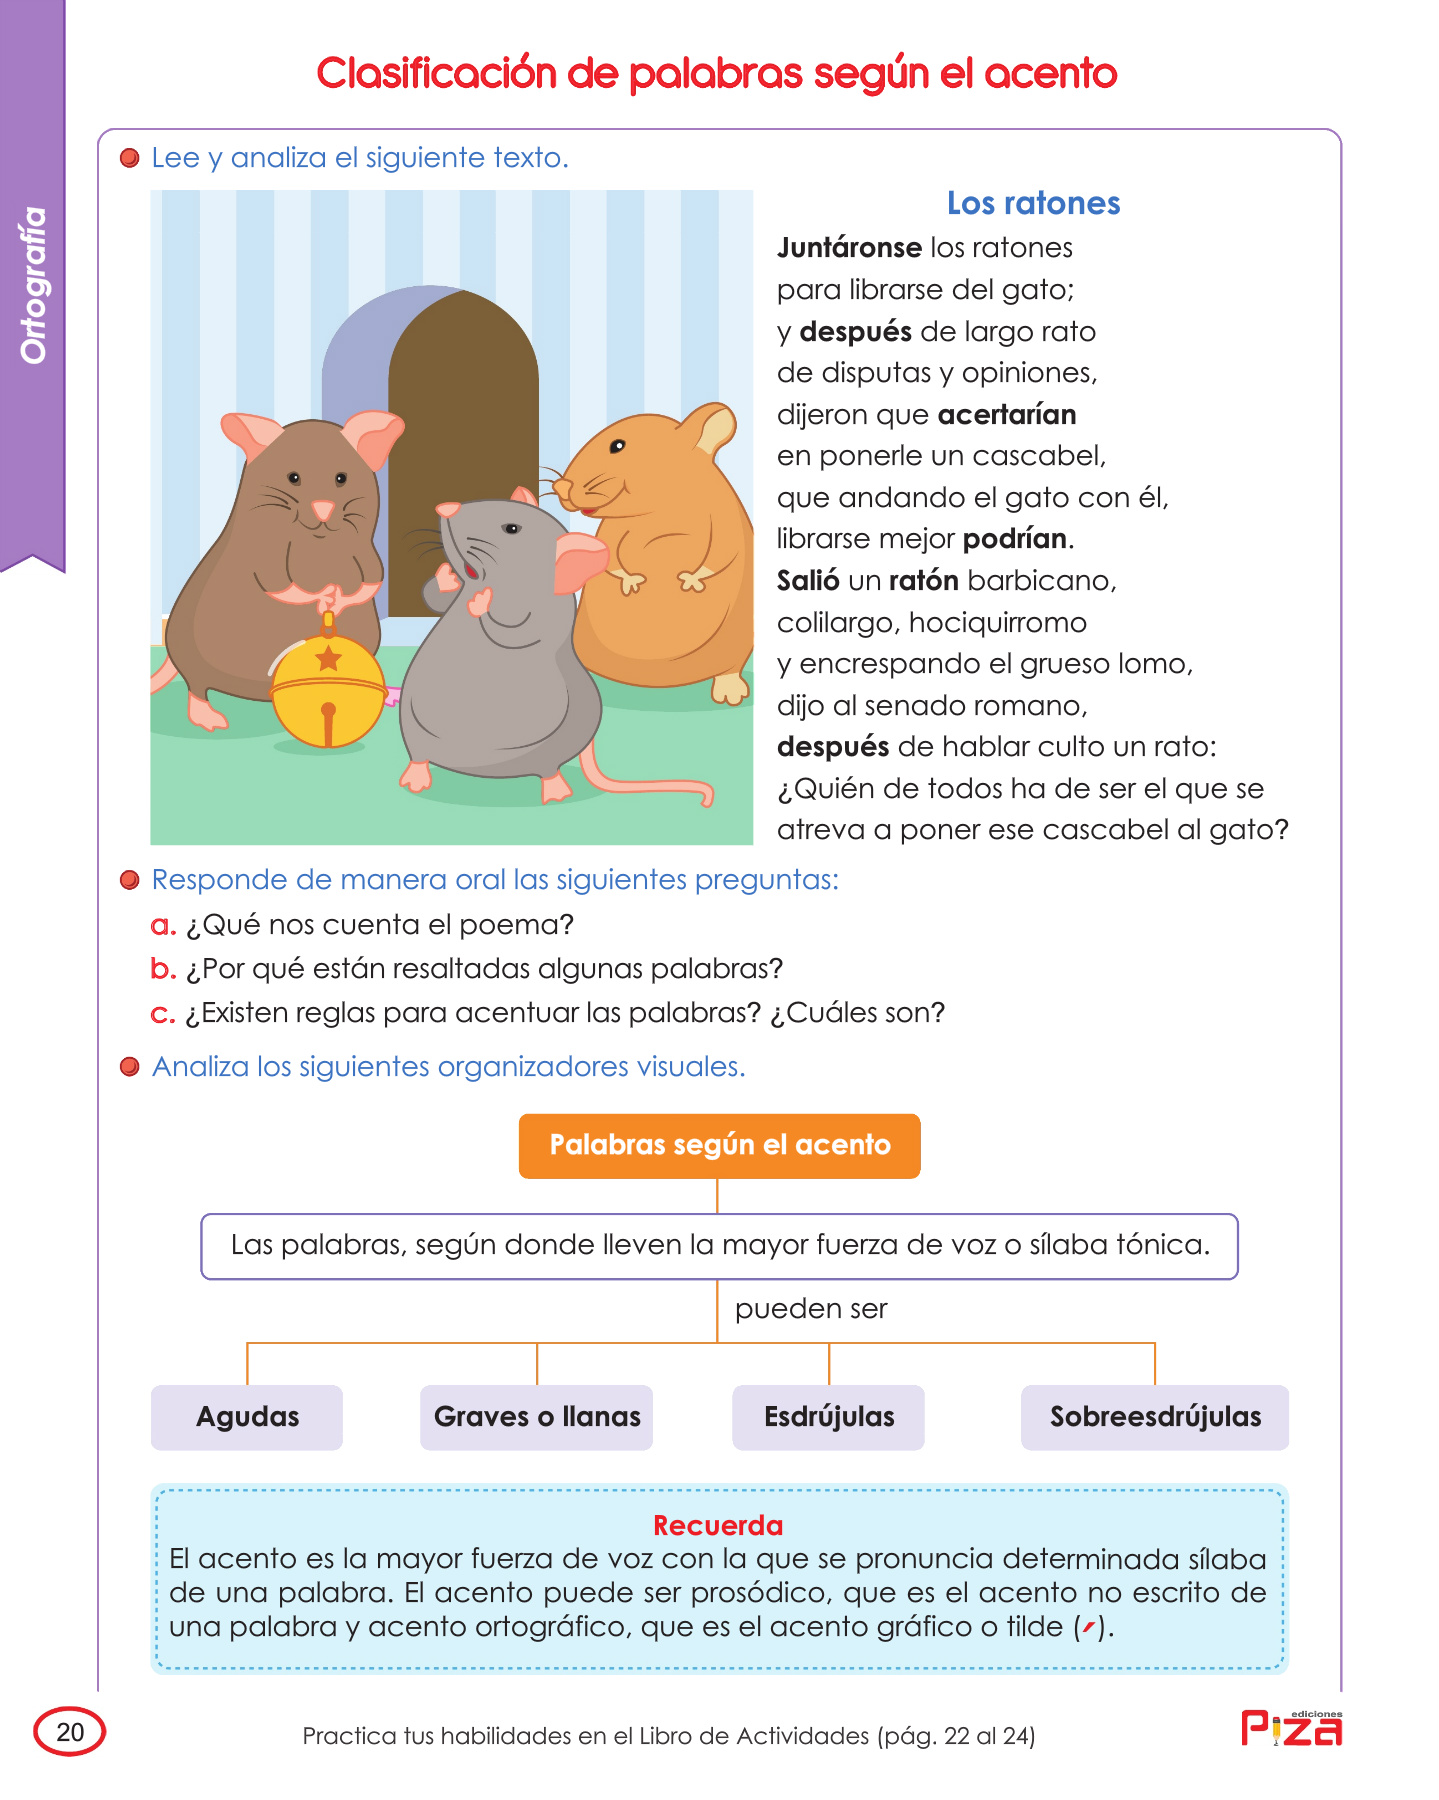 Clasificación de palabras según el acento
Ortografía
Lee y analiza el siguiente texto.
Los ratones
Juntáronse los ratones
para librarse del gato;
y después de largo rato
de disputas y opiniones,
dijeron que acertarían
en ponerle un cascabel,
que andando el gato con él,
librarse mejor podrían.
Salió un ratón barbicano,
colilargo, hociquirromo
y encrespando el grueso lomo,
dijo al senado romano,
después de hablar culto un rato:
¿Quién de todos ha de ser el que se
atreva a poner ese cascabel al gato?
Responde de manera oral las siguientes preguntas:
a. ¿Qué nos cuenta el poema?
b. ¿Por qué están resaltadas algunas palabras?
c. ¿Existen reglas para acentuar las palabras? ¿Cuáles son?
Analiza los siguientes organizadores visuales.
Palabras según el acento
Las palabras, según donde lleven la mayor fuerza de voz o sílaba tónica.
pueden ser
Agudas
Graves o llanas
Esdrújulas
Sobreesdrújulas
Recuerda
El acento es la mayor fuerza de voz con la que se pronuncia determinada sílaba
de una palabra. El acento puede ser prosódico, que es el acento no escrito de
una palabra y acento ortográfico, que es el acento gráfico o tilde (´).
20
Practica tus habilidades en el Libro de Actividades (pág. 22 al 24)
ediciones
Piza